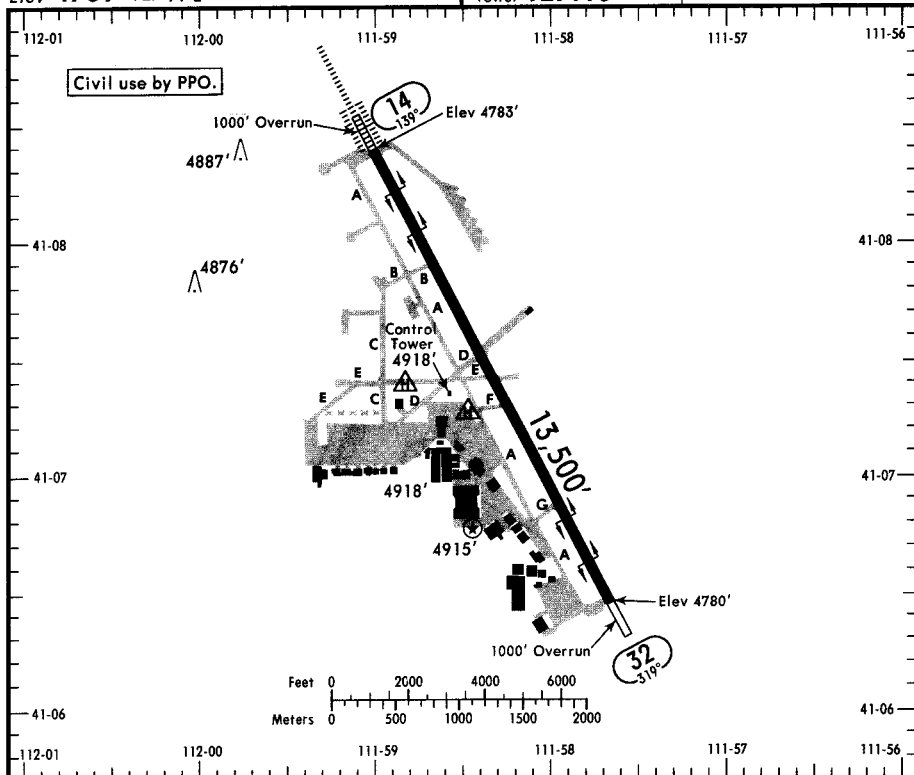 112-01 112-00 111-59 111-58 111-57 111-56
Civil use by PPO.
14
139°
Elev 4783'
1000' Overrun
4887'
A
41-08 41-08
4876'
B B
A
Control
Tower
4918'
C
D
E
E
E
C D
F
H
H
13,500'
A
41-07 41-07
4918'
G
4915'
A
Elev 4780'
1000' Overrun
32
319°
Feet 0 2000 4000 6000
Meters 0 500 1000 1500 2000
41-06 41-06
112-01 112-00 111-59 111-58 111-57 111-56